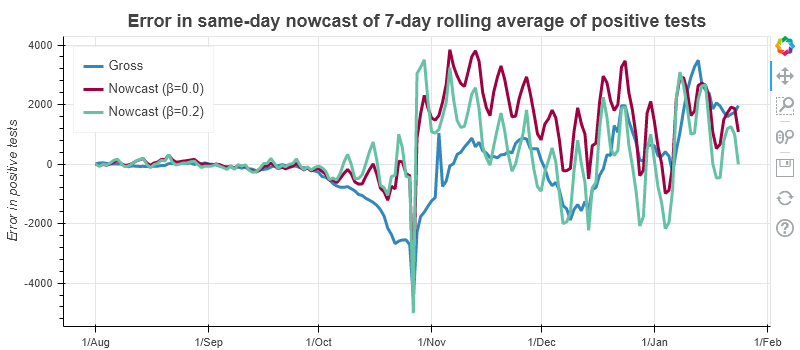 Error in same-day nowcast of 7-day rolling average of positive tests
Error in positive tests
4000
2000
0
-2000
-4000
Gross
Nowcast (β=0.0)
Nowcast (β=0.2)
1/Aug
1/Sep
1/Oct
1/Nov
1/Dec
1/Jan
1/Feb